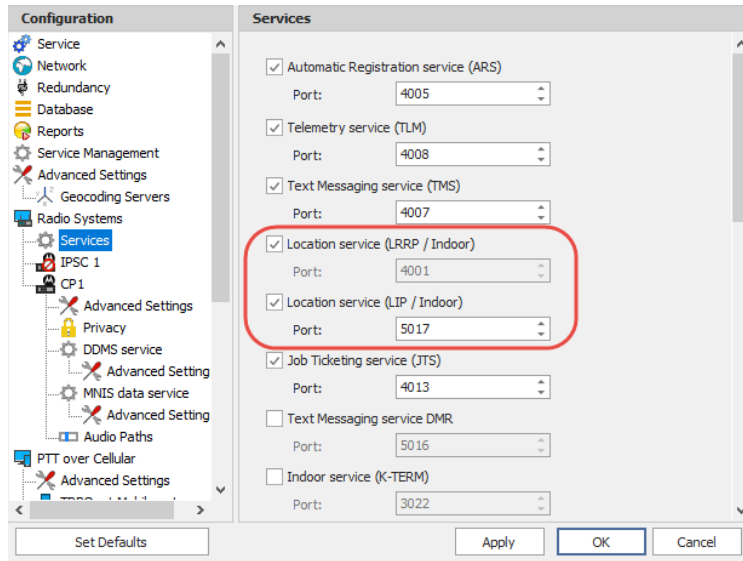 Configuration
Service
Network
Redundancy
Database
Reports
Service Management
Advanced Settings
Geocoding Servers
Radio Systems
Services
IPSC 1
CP1
Advanced Settings
Privacy
DDMS service
Advanced Setting
MNIS data service
Advanced Setting
Audio Paths
PTT over Cellular
Advanced Settings
Services
Automatic Registration service (ARS)
Port: 4005
Telemetry service (TLM)
Port: 4008
Text Messaging service (TMS)
Port: 4007
Location service (LRRP / Indoor)
Port: 4001
Location service (LIP / Indoor)
Port: 5017
Job Ticketing service (JTS)
Port: 4013
Text Messaging service DMR
Port: 5016
Indoor service (K-TERM)
Port: 3022
Set Defaults
Apply
OK
Cancel